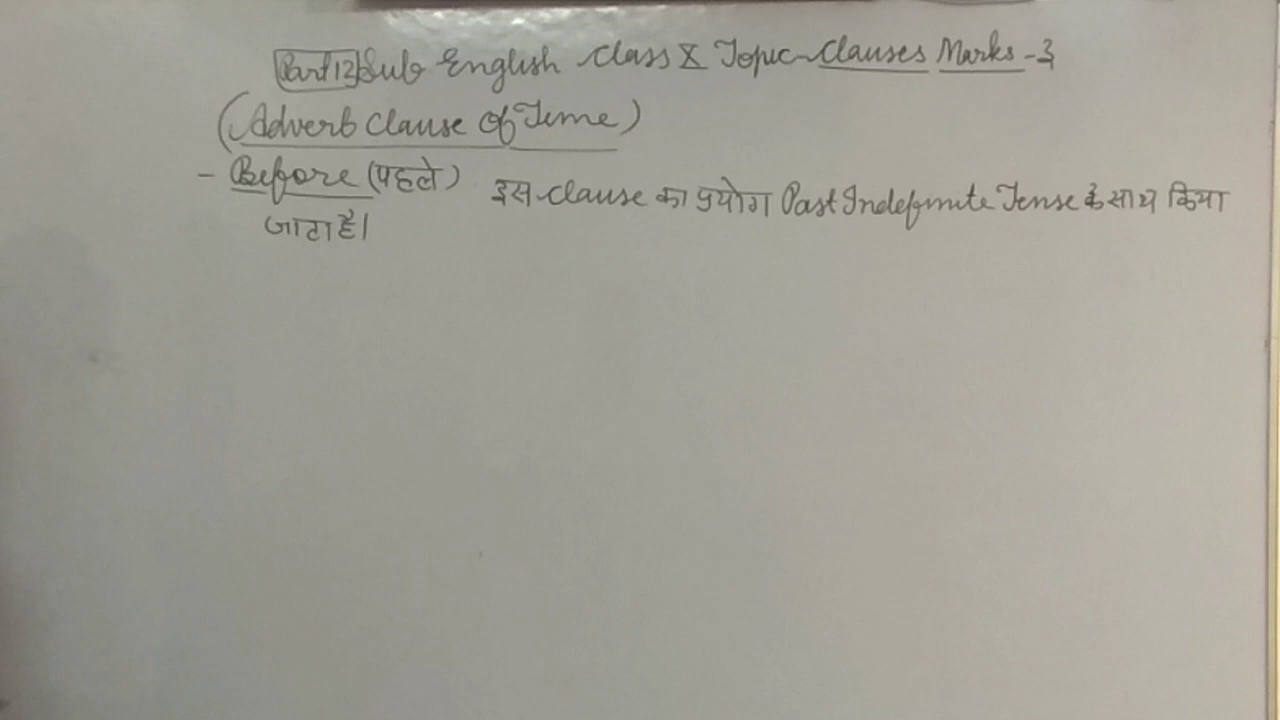 Part 12 Sub English Class X Topic - Clauses Marks - 3
(Adverb Clause Of Time)
- Before (पहले) इस clause का प्रयोग Past Indefinite Tense के साथ किया
जाता है।